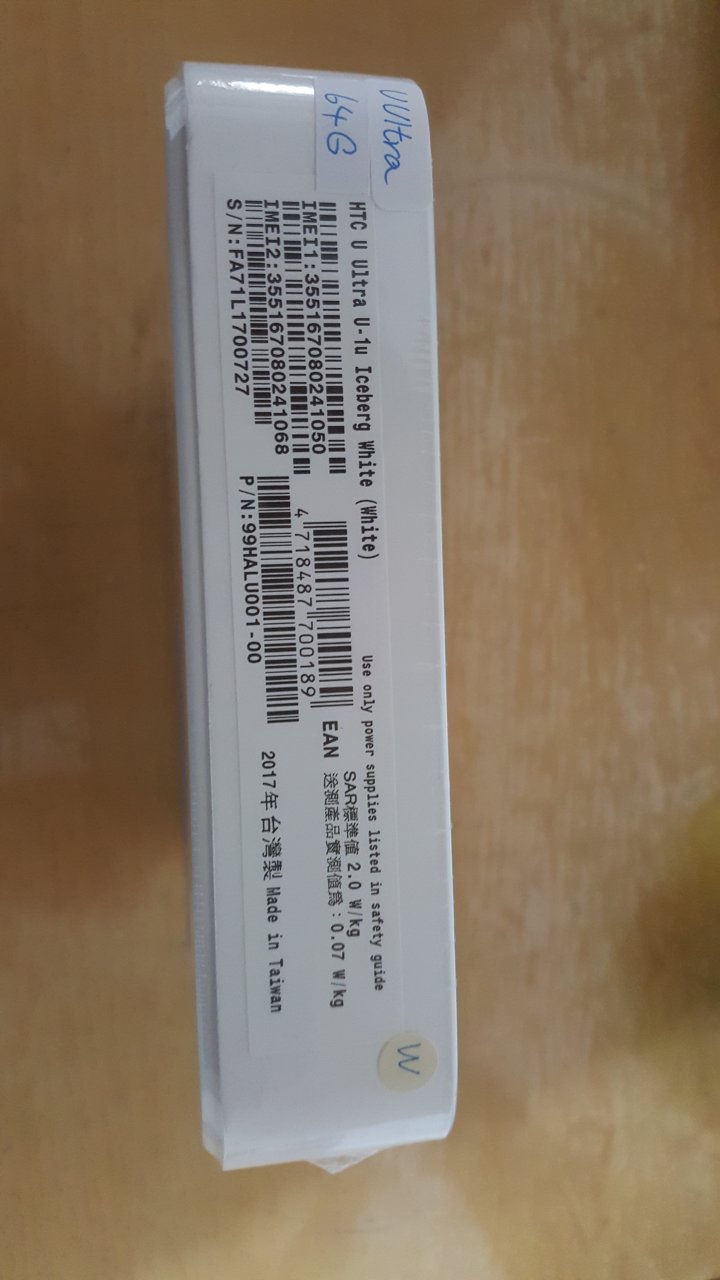 UUltra
64G
HTC U Ultra U-1u Iceberg White (White)
IMEI1:355167080241050
IMEI2:355167080241068
S/N:FA71L1700727
4 718487 700189
EAN
P/N:99HALU001-00
Use only power supplies listed in safety guide
SAR標準值 2.0 W/kg
送測產品實測值為：0.07 W/kg
2017年 台灣製 Made in Taiwan
W